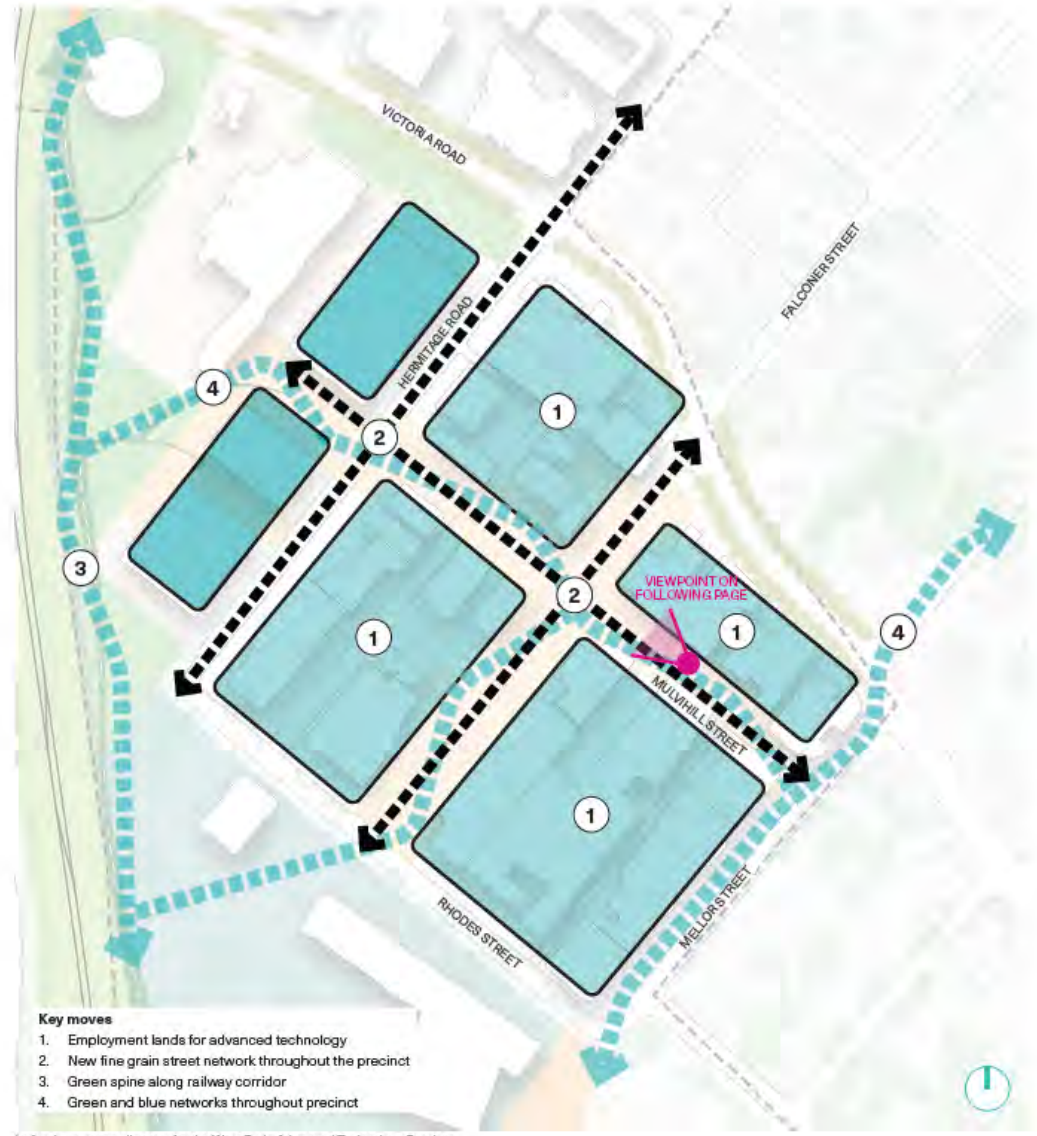 VICTORIA ROAD
FALCONER STREET
HERMITAGE ROAD
4
1
2
3
VIEWPOINT ON
FOLLOWING PAGE
2
1
4
1
MULVIHILL STREET
1
RHODES STREET
MELLOR STREET
Key moves
1. Employment lands for advanced technology
2. New fine grain street network throughout the precinct
3. Green spine along railway corridor
4. Green and blue networks throughout precinct